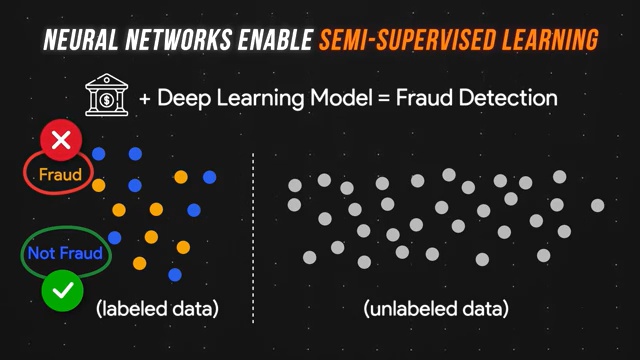 NEURAL NETWORKS ENABLE SEMI-SUPERVISED LEARNING
$ + Deep Learning Model = Fraud Detection
Fraud
Not Fraud
(labeled data)
(unlabeled data)